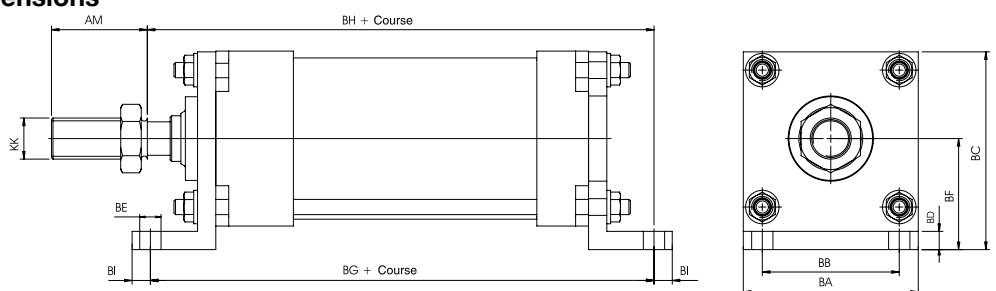 ensions
AM
BH + Course
KK
BE
BI
BG + Course
BI
BC
BF
BD
BB
BA